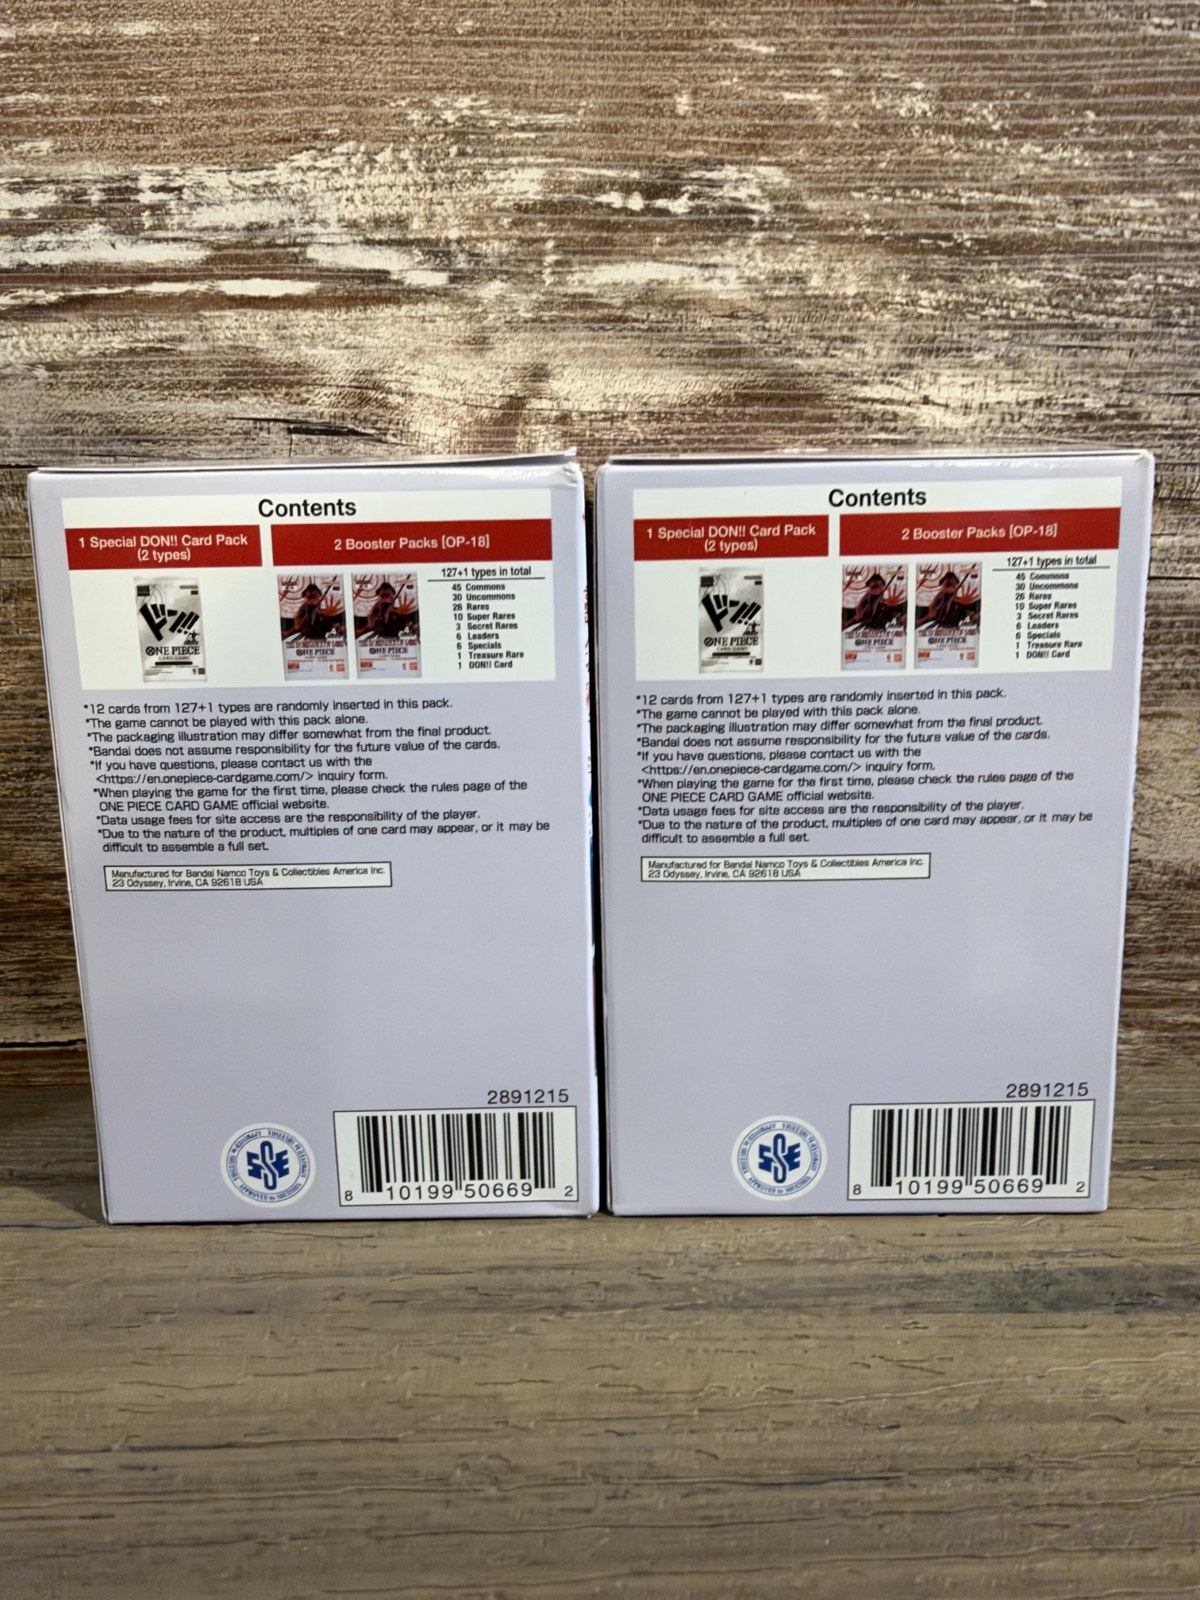 Contents
1 Special DON!! Card Pack
(2 types)
2 Booster Packs [OP-18]
127+1 types in total
45 Commons
30 Uncommons
26 Rares
10 Super Rares
3 Secret Rares
6 Leaders
6 Specials
1 Treasure Rare
1 DON!! Card
ONE PIECE
CARD GAME
ONE PIECE
ONE PIECE
*12 cards from 127+1 types are randomly inserted in this pack.
*The game cannot be played with this pack alone.
*The packaging illustration may differ somewhat from the final product.
*Bandai does not assume responsibility for the future value of the cards.
*If you have questions, please contact us with the
<https://en.onepiece-cardgame.com/> inquiry form.
*When playing the game for the first time, please check the rules page of the
ONE PIECE CARD GAME official website.
*Data usage fees for site access are the responsibility of the player.
*Due to the nature of the product, multiples of one card may appear, or it may be
difficult to assemble a full set.
Manufactured for Bandai Namco Toys & Collectibles America Inc.
23 Odyssey, Irvine, CA 92618 USA
2891215
SSE
8 10199 50669 2
Contents
1 Special DON!! Card Pack
(2 types)
2 Booster Packs [OP-18]
127+1 types in total
45 Commons
30 Uncommons
26 Rares
10 Super Rares
3 Secret Rares
6 Leaders
6 Specials
1 Treasure Rare
1 DON!! Card
ONE PIECE
CARD GAME
ONE PIECE
ONE PIECE
*12 cards from 127+1 types are randomly inserted in this pack.
*The game cannot be played with this pack alone.
*The packaging illustration may differ somewhat from the final product.
*Bandai does not assume responsibility for the future value of the cards.
*If you have questions, please contact us with the
<https://en.onepiece-cardgame.com/> inquiry form.
*When playing the game for the first time, please check the rules page of the
ONE PIECE CARD GAME official website.
*Data usage fees for site access are the responsibility of the player.
*Due to the nature of the product, multiples of one card may appear, or it may be
difficult to assemble a full set.
Manufactured for Bandai Namco Toys & Collectibles America Inc.
23 Odyssey, Irvine, CA 92618 USA
2891215
SSE
8 10199 50669 2